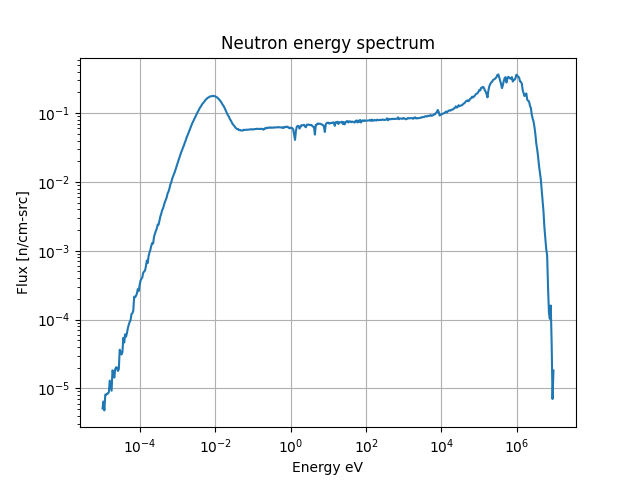 Neutron energy spectrum
Flux [n/cm-src]
10⁻¹
10⁻²
10⁻³
10⁻⁴
10⁻⁵
10⁻⁴ 10⁻² 10⁰ 10² 10⁴ 10⁶
Energy eV